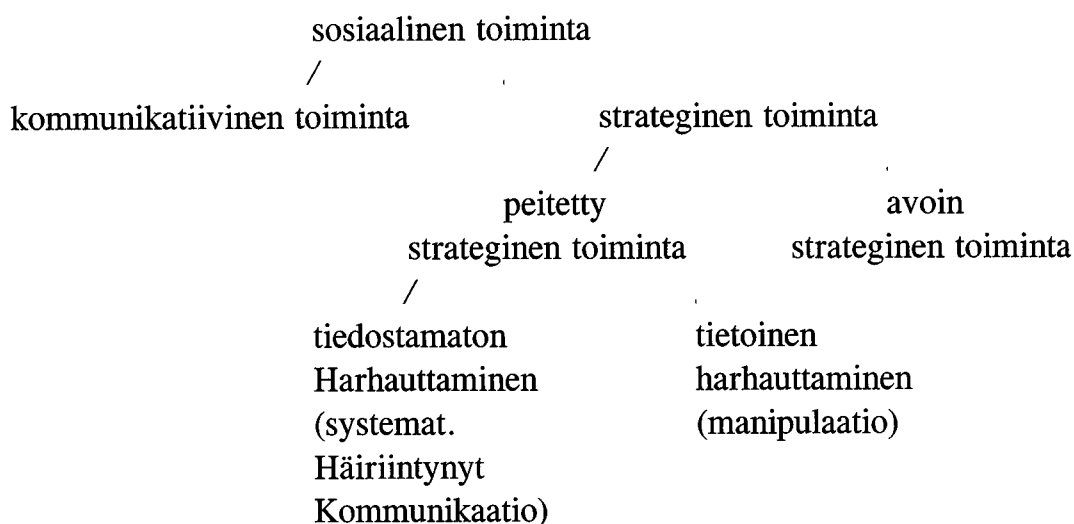 sosiaalinen toiminta
/
kommunikatiivinen toiminta strateginen toiminta
/
peitetty avoin
strateginen toiminta strateginen toiminta
/
tiedostamaton tietoinen
Harhauttaminen harhauttaminen
(systemat. (manipulaatio)
Häiriintynyt
Kommunikaatio)